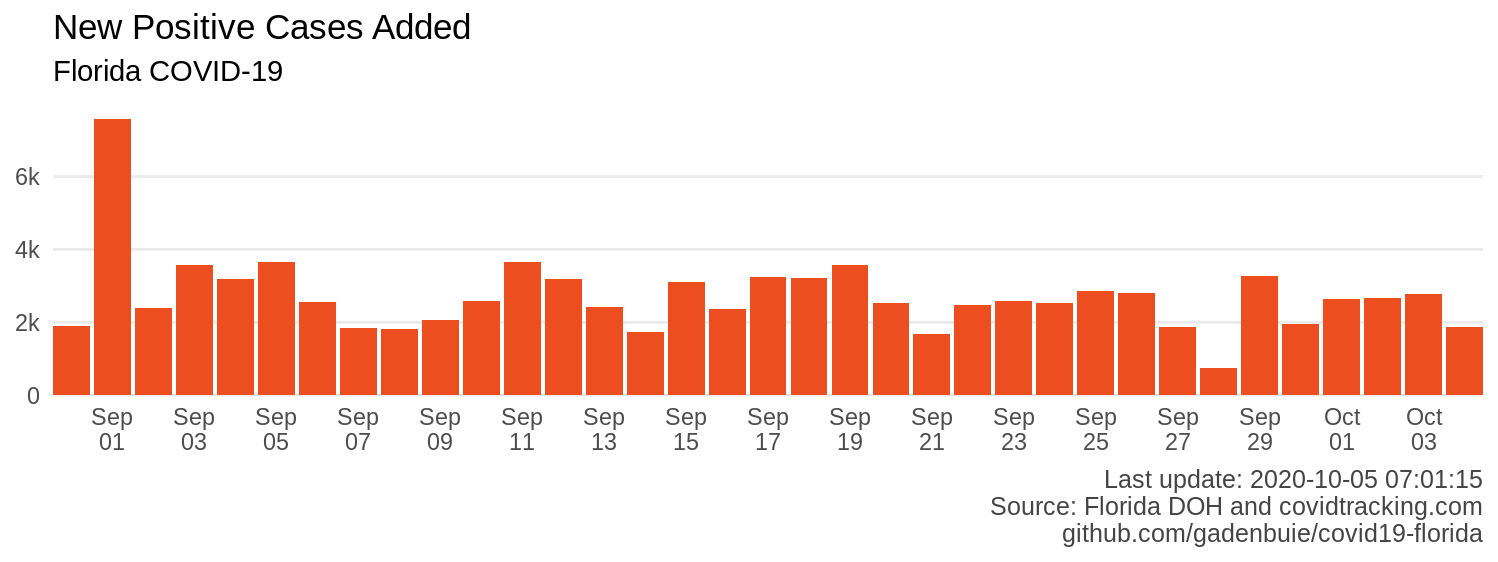 New Positive Cases Added
Florida COVID-19
6k
4k
2k
0
Sep Sep Sep Sep Sep Sep Sep Sep Sep Sep Sep Sep Sep Sep Sep Oct Oct
01 03 05 07 09 11 13 15 17 19 21 23 25 27 29 01 03
Last update: 2020-10-05 07:01:15
Source: Florida DOH and covidtracking.com
github.com/gadenbuie/covid19-florida